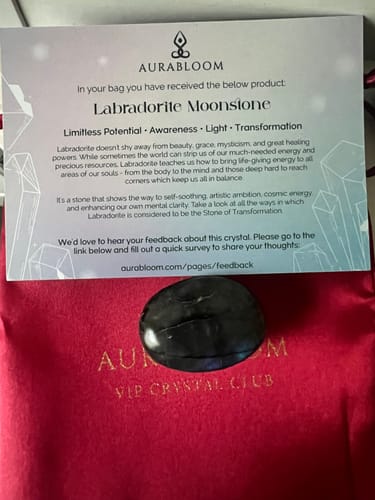 AURABLOOM
In your bag you have received the below product:
Labradorite Moonstone
Limitless Potential • Awareness • Light • Transformation
Labradorite doesn't shy away from beauty, grace, mysticism, and great healing
powers. While sometimes the world can strip us of our much-needed energy and
precious resources, Labradorite teaches us how to bring life-giving energy to all
areas of our souls - from the body to the mind and those deep hard to reach
corners which keep us all in balance.
It's a stone that shows the way to self-soothing, artistic ambition, cosmic energy
and enhancing our own mental clarity. Take a look at all the ways in which
Labradorite is considered to be the Stone of Transformation.
We'd love to hear your feedback about this crystal. Please go to the
link below and fill out a quick survey to share your thoughts:
aurabloom.com/pages/feedback
AUR OOM
VIP CRYSTAL CLUB